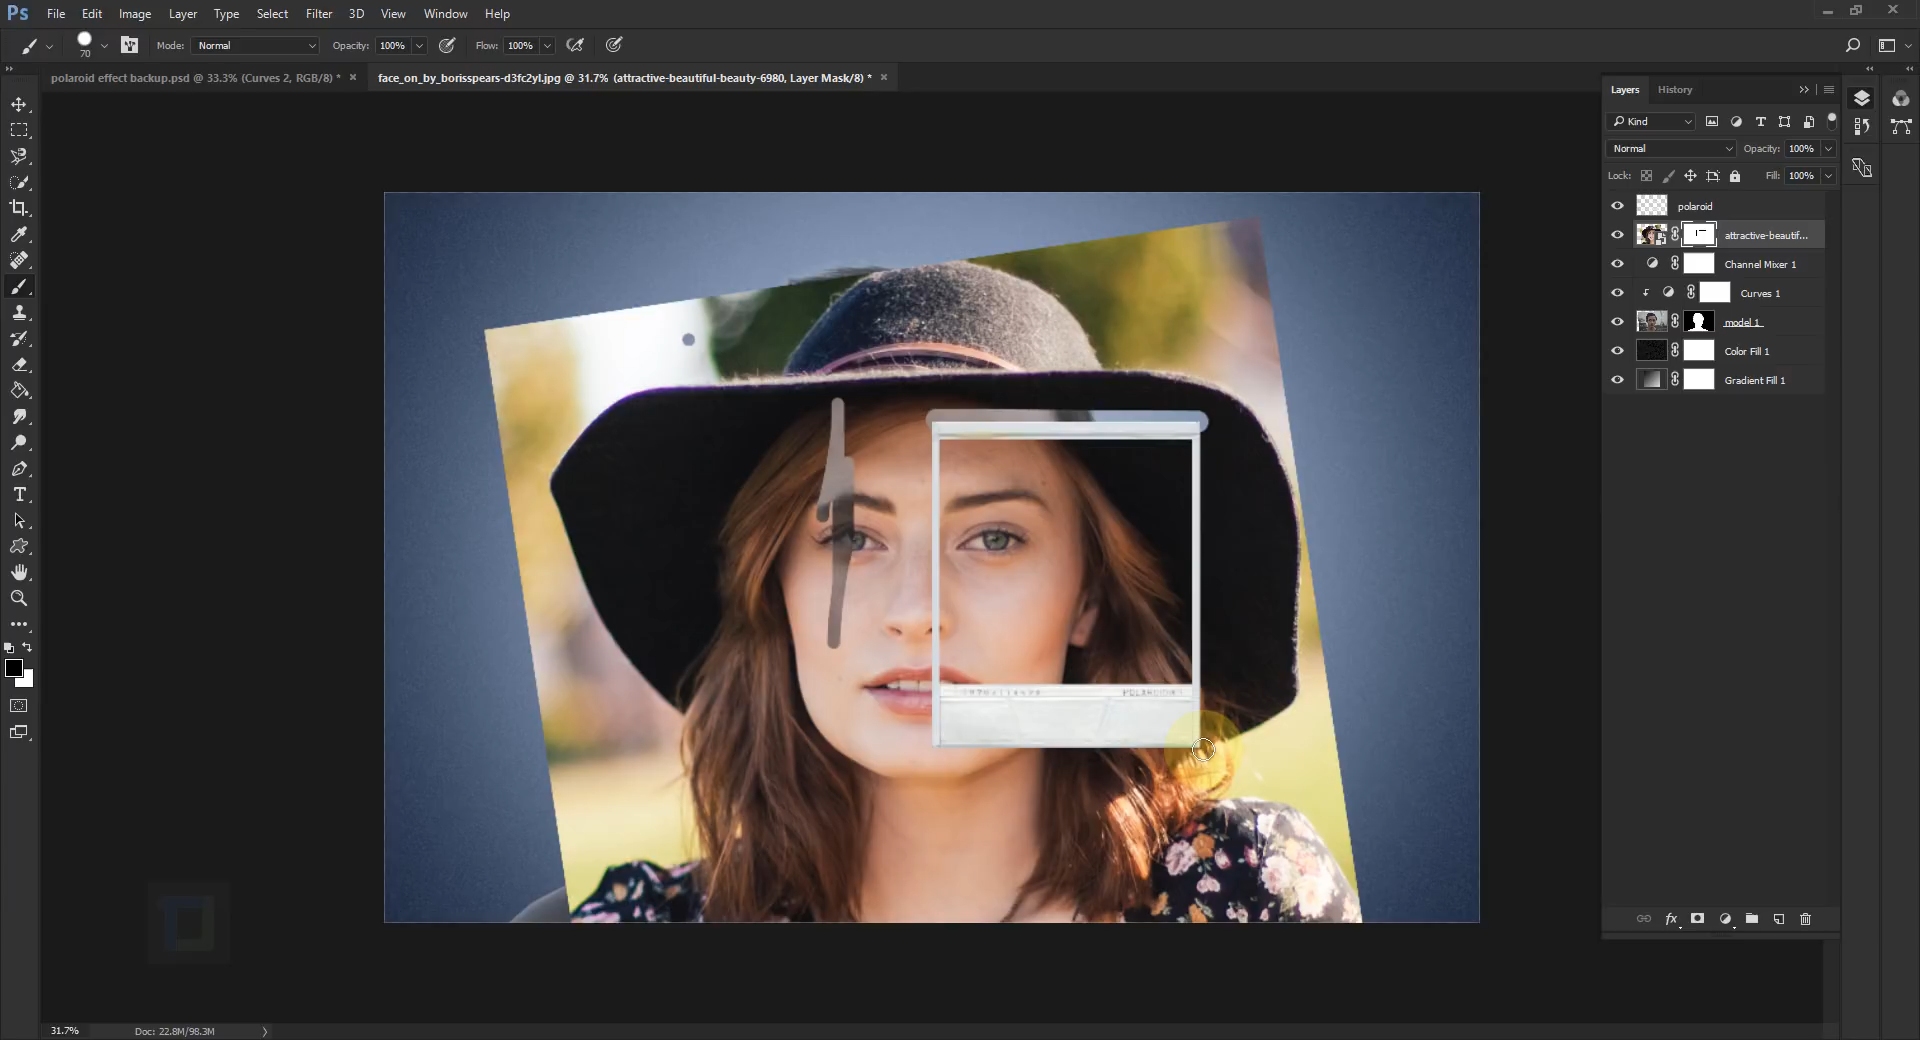 Ps File Edit Image Layer Type Select Filter 3D View Window Help
70 Mode: Normal Opacity: 100% Flow: 100%
polaroid effect backup.psd @ 33.3% (Curves 2, RGB/8) * × face_on_by_borisspears-d3fc2yl.jpg @ 31.7% (attractive-beautiful-beauty-6980, Layer Mask/8) * ×
Layers History
Kind
Normal Opacity: 100%
Lock: Fill: 100%
polaroid
attractive-beautif...
Channel Mixer 1
Curves 1
model 1
Color Fill 1
Gradient Fill 1
fx
31.7% Doc: 22.8M/98.3M